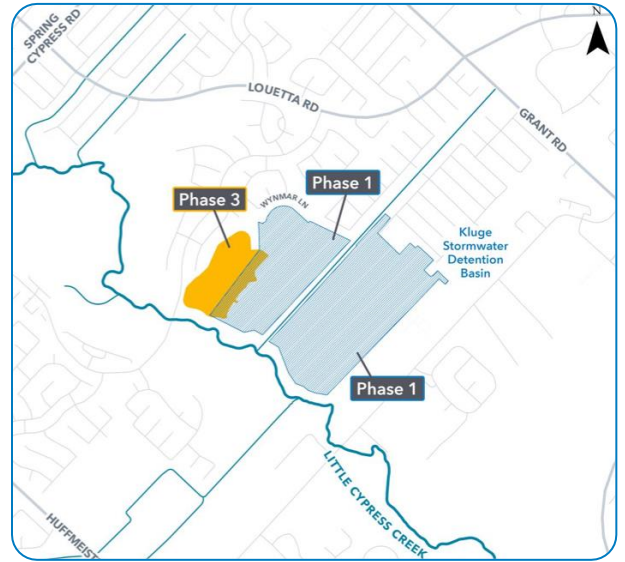 N
SPRING
CYPRESS RD
LOUETTA RD
GRANT RD
WYNMAR LN
Phase 1
Phase 3
Kluge
Stormwater
Detention
Basin
Phase 1
LITTLE CYPRESS CREEK
HUFFMEIST